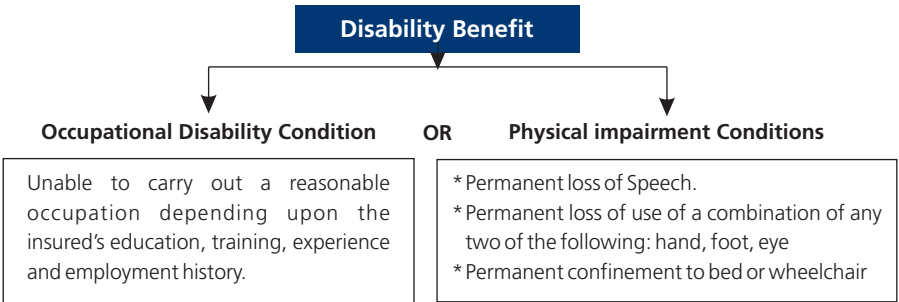 Disability Benefit
Occupational Disability Condition OR Physical impairment Conditions
Unable to carry out a reasonable
occupation depending upon the
insured's education, training, experience
and employment history.
* Permanent loss of Speech.
* Permanent loss of use of a combination of any
two of the following: hand, foot, eye
* Permanent confinement to bed or wheelchair